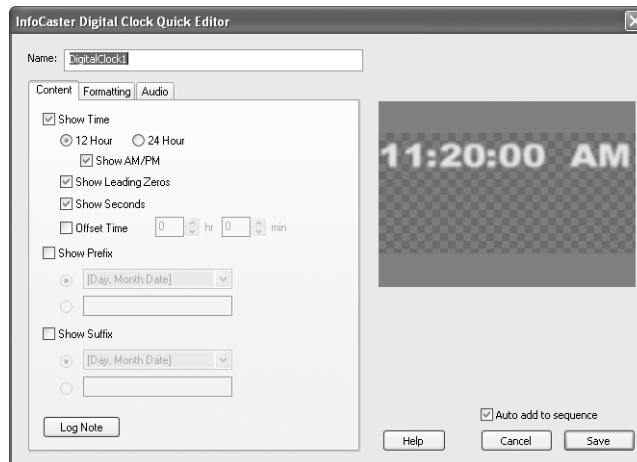 InfoCaster Digital Clock Quick Editor
Name: DigitalClock1
Content Formatting Audio
Show Time
12 Hour 24 Hour
Show AM/PM
Show Leading Zeros
Show Seconds
Offset Time 0 hr 0 min
Show Prefix
[Day, Month Date]
Show Suffix
[Day, Month Date]
Log Note
11:20:00 AM
Auto add to sequence
Help Cancel Save